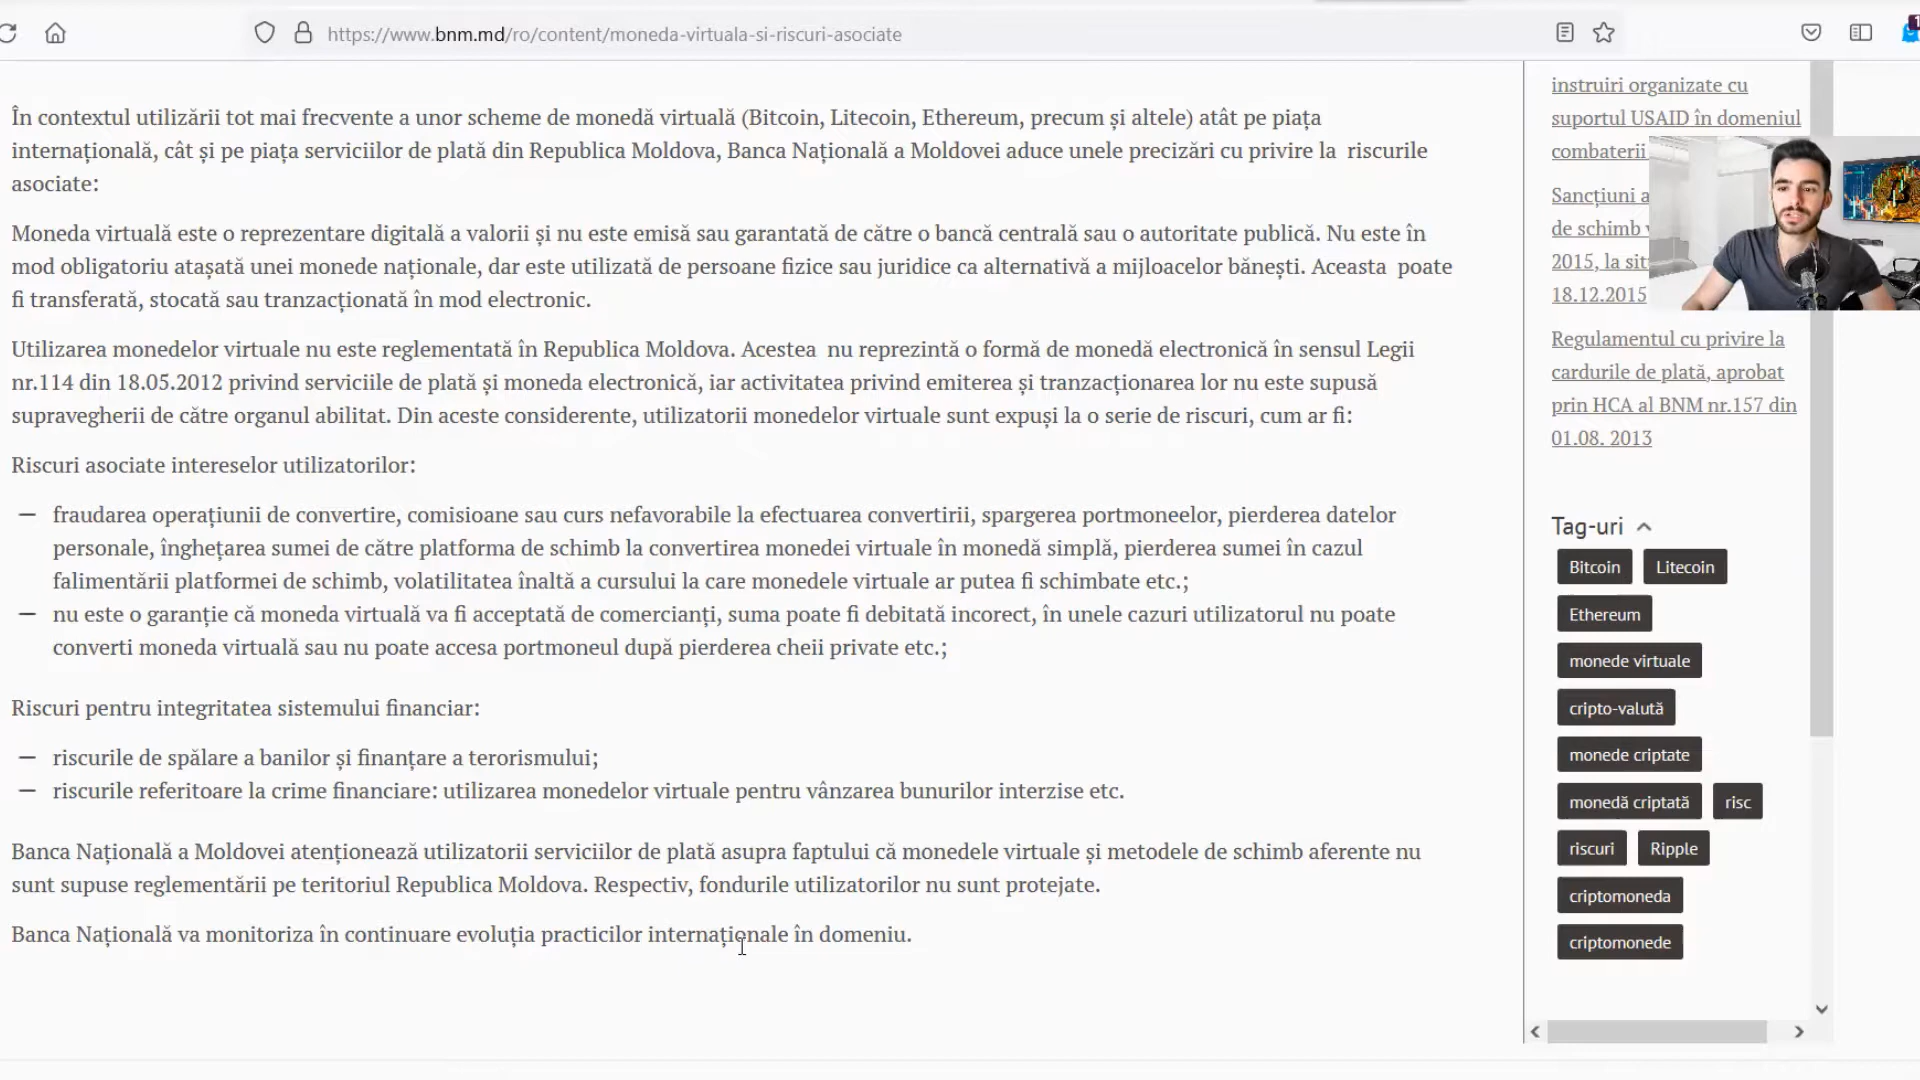 https://www.bnm.md/ro/content/moneda-virtuala-si-riscuri-asociate
În contextul utilizării tot mai frecvente a unor scheme de monedă virtuală (Bitcoin, Litecoin, Ethereum, precum și altele) atât pe piața
internațională, cât și pe piața serviciilor de plată din Republica Moldova, Banca Națională a Moldovei aduce unele precizări cu privire la riscurile
asociate:
Moneda virtuală este o reprezentare digitală a valorii și nu este emisă sau garantată de către o bancă centrală sau o autoritate publică. Nu este în
mod obligatoriu atașată unei monede naționale, dar este utilizată de persoane fizice sau juridice ca alternativă a mijloacelor bănești. Aceasta poate
fi transferată, stocată sau tranzacționată în mod electronic.
Utilizarea monedelor virtuale nu este reglementată în Republica Moldova. Acestea nu reprezintă o formă de monedă electronică în sensul Legii
nr.114 din 18.05.2012 privind serviciile de plată și moneda electronică, iar activitatea privind emiterea și tranzacționarea lor nu este supusă
supravegherii de către organul abilitat. Din aceste considerente, utilizatorii monedelor virtuale sunt expuși la o serie de riscuri, cum ar fi:
Riscuri asociate intereselor utilizatorilor:
— fraudarea operațiunii de convertire, comisioane sau curs nefavorabile la efectuarea convertirii, spargerea portmoneelor, pierderea datelor
personale, înghețarea sumei de către platforma de schimb la convertirea monedei virtuale în monedă simplă, pierderea sumei în cazul
falimentării platformei de schimb, volatilitatea înaltă a cursului la care monedele virtuale ar putea fi schimbate etc.;
— nu este o garanție că moneda virtuală va fi acceptată de comercianți, suma poate fi debitată incorect, în unele cazuri utilizatorul nu poate
converti moneda virtuală sau nu poate accesa portmoneul după pierderea cheii private etc.;
Riscuri pentru integritatea sistemului financiar:
— riscurile de spălare a banilor și finanțare a terorismului;
— riscurile referitoare la crime financiare: utilizarea monedelor virtuale pentru vânzarea bunurilor interzise etc.
Banca Națională a Moldovei atenționează utilizatorii serviciilor de plată asupra faptului că monedele virtuale și metodele de schimb aferente nu
sunt supuse reglementării pe teritoriul Republica Moldova. Respectiv, fondurile utilizatorilor nu sunt protejate.
Banca Națională va monitoriza în continuare evoluția practicilor internaționale în domeniu.
instruiri organizate cu
suportul USAID în domeniul
combaterii
Sancțiuni a
de schimb
2015, la
18.12.2015
Regulamentul cu privire la
cardurile de plată, aprobat
prin HCA al BNM nr.157 din
01.08. 2013
Tag-uri
Bitcoin Litecoin
Ethereum
monede virtuale
cripto-valută
monede criptate
monedă criptată risc
riscuri Ripple
criptomoneda
criptomonede